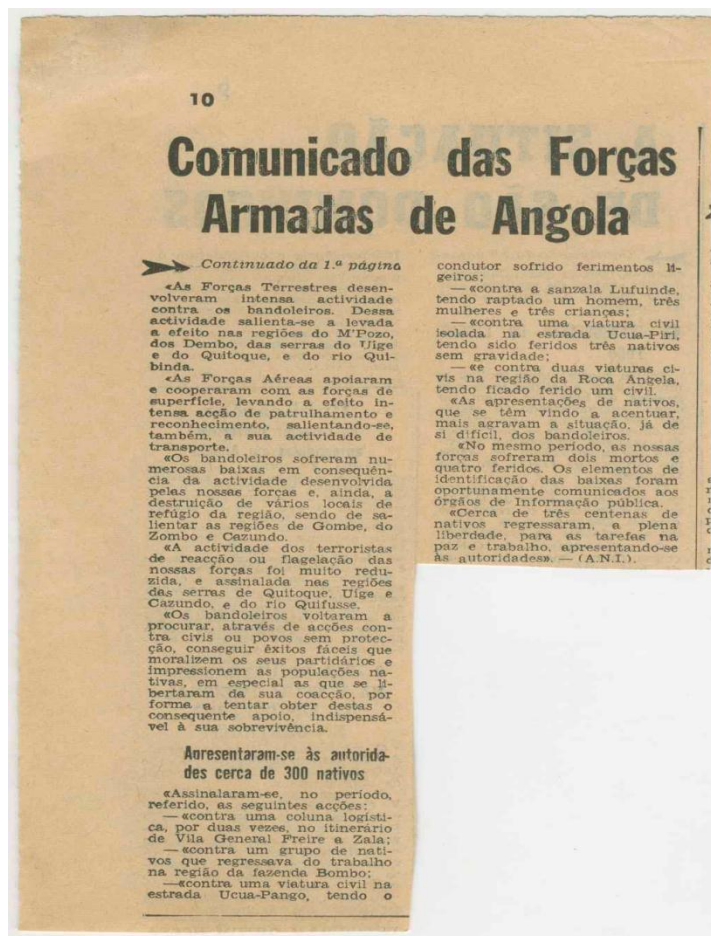 10
Comunicado das Forças
Armadas de Angola
Continuado da 1.ª página
«As Forças Terrestres desen-
volveram intensa actividade
contra os bandoleiros. Dessa
actividade salienta-se a levada
a efeito nas regiões do M'Pozo,
dos Dembo, das serras do Uíge
e do Quitoque, e do rio Qui-
binda.
«As Forças Aéreas apoiaram
e cooperaram com as forças de
superfície, levando a efeito in-
tensa acção de patrulhamento e
reconhecimento, salientando-se,
também, a sua actividade de
transporte.
«Os bandoleiros sofreram nu-
merosas baixas em consequên-
cia da actividade desenvolvida
pelas nossas forças e, ainda, a
destruição de vários locais de
refúgio da região, sendo de sa-
lientar as regiões de Gombe, do
Zombo e Cazundo.
«A actividade dos terroristas
de reacção ou flagelação das
nossas forças foi muito redu-
zida, e assinalada nas regiões
das serras de Quitoque, Uíge e
Cazundo, e do rio Quifusse.
«Os bandoleiros voltaram a
procurar, através de acções con-
tra civis ou povos sem protec-
ção, conseguir êxitos fáceis que
moralizem os seus partidários e
impressionem as populações na-
tivas, em especial as que se li-
bertaram da sua coacção, por
forma a tentar obter destas o
consequente apoio, indispensá-
vel à sua sobrevivência.
Apresentaram-se às autorida-
des cerca de 300 nativos
«Assinalaram-se, no período,
referido, as seguintes acções:
— «contra uma coluna logísti-
ca, por duas vezes, no itinerário
de Vila General Freire a Zala;
— «contra um grupo de nati-
vos que regressava do trabalho
na região da fazenda Bombo;
—«contra uma viatura civil na
estrada Ucua-Pango, tendo o
condutor sofrido ferimentos li-
geiros;
— «contra a sanzala Lufuinde,
tendo raptado um homem, três
mulheres e três crianças;
— «contra uma viatura civil
isolada na estrada Ucua-Piri,
tendo sido feridos três nativos
sem gravidade;
— «e contra duas viaturas ci-
vis na região da Roca Angela,
tendo ficado ferido um civil.
«As apresentações de nativos,
que se têm vindo a acentuar,
mais agravam a situação, já de
si difícil, dos bandoleiros.
«No mesmo período, as nossas
forças sofreram dois mortos e
quatro feridos. Os elementos de
identificação das baixas foram
oportunamente comunicados aos
órgãos de Informação pública.
«Cerca de três centenas de
nativos regressaram, a plena
liberdade, para as tarefas na
paz e trabalho, apresentando-se
às autoridades». — (A.N.I.).